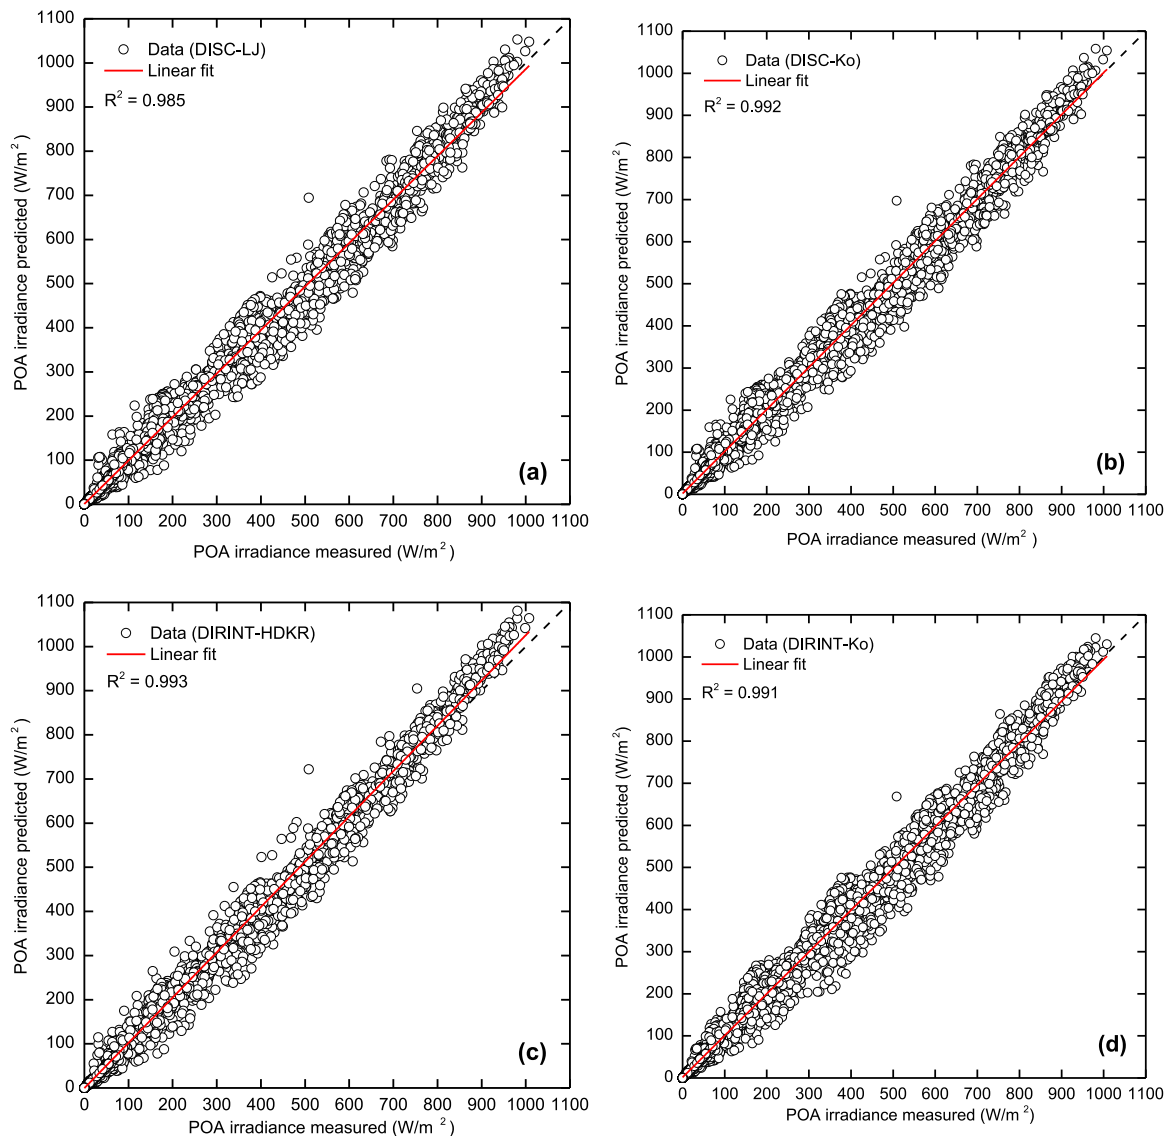 1100
1000
900
800
700
600
500
400
300
200
100
0
POA irradiance predicted (W/m²)
Data (DISC-LJ)
Linear fit
R² = 0.985
(a)
0 100 200 300 400 500 600 700 800 900 1000 1100
POA irradiance measured (W/m²)
1100
1000
900
800
700
600
500
400
300
200
100
0
POA irradiance predicted (W/m²)
Data (DISC-Ko)
Linear fit
R² = 0.992
(b)
0 100 200 300 400 500 600 700 800 900 1000 1100
POA irradiance measured (W/m²)
1100
1000
900
800
700
600
500
400
300
200
100
0
POA irradiance predicted (W/m²)
Data (DIRINT-HDKR)
Linear fit
R² = 0.993
(c)
0 100 200 300 400 500 600 700 800 900 1000 1100
POA irradiance measured (W/m²)
1100
1000
900
800
700
600
500
400
300
200
100
0
POA irradiance predicted (W/m²)
Data (DIRINT-Ko)
Linear fit
R² = 0.991
(d)
0 100 200 300 400 500 600 700 800 900 1000 1100
POA irradiance measured (W/m²)